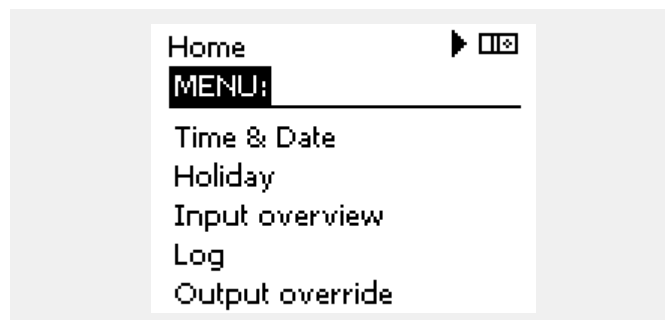 Home
MENU:
Time & Date
Holiday
Input overview
Log
Output override